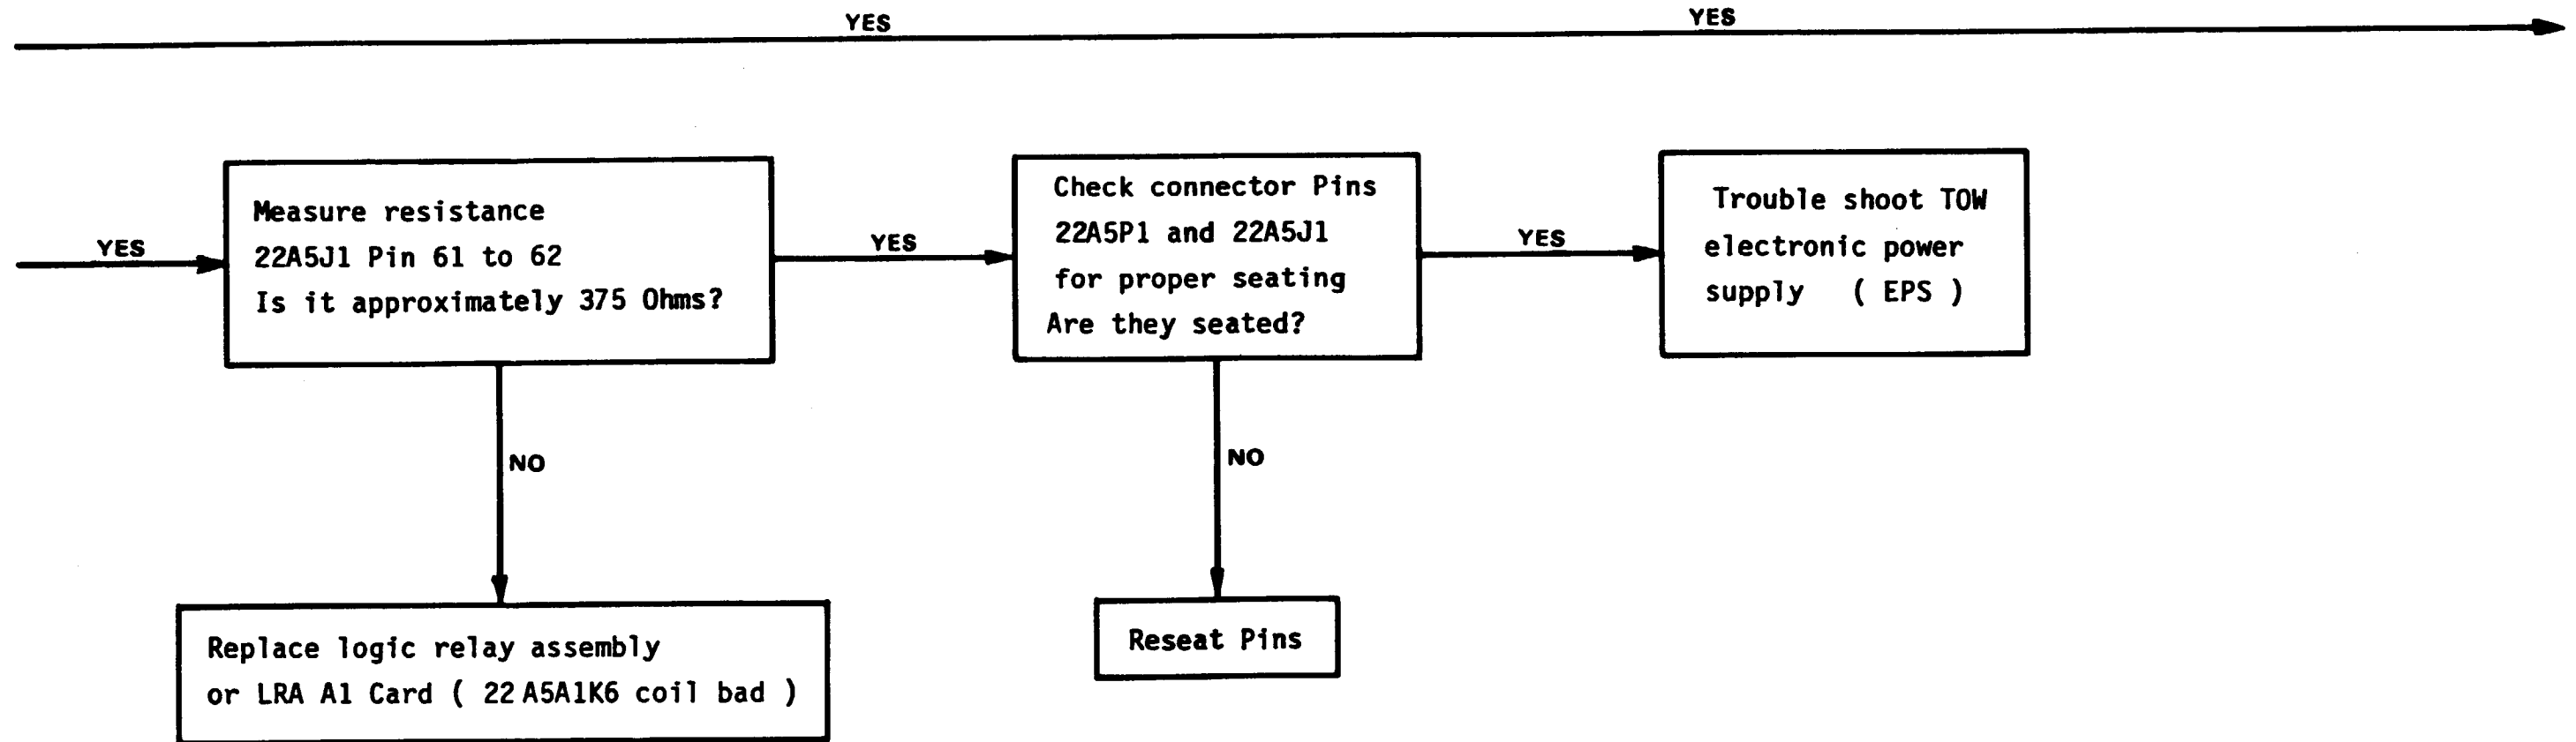 YES
YES
YES
Measure resistance
22A5J1 Pin 61 to 62
Is it approximately 375 Ohms?
YES
Check connector Pins
22A5P1 and 22A5J1
for proper seating
Are they seated?
YES
Trouble shoot TOW
electronic power
supply ( EPS )
NO
NO
Replace logic relay assembly
or LRA A1 Card ( 22A5A1K6 coil bad )
Reseat Pins